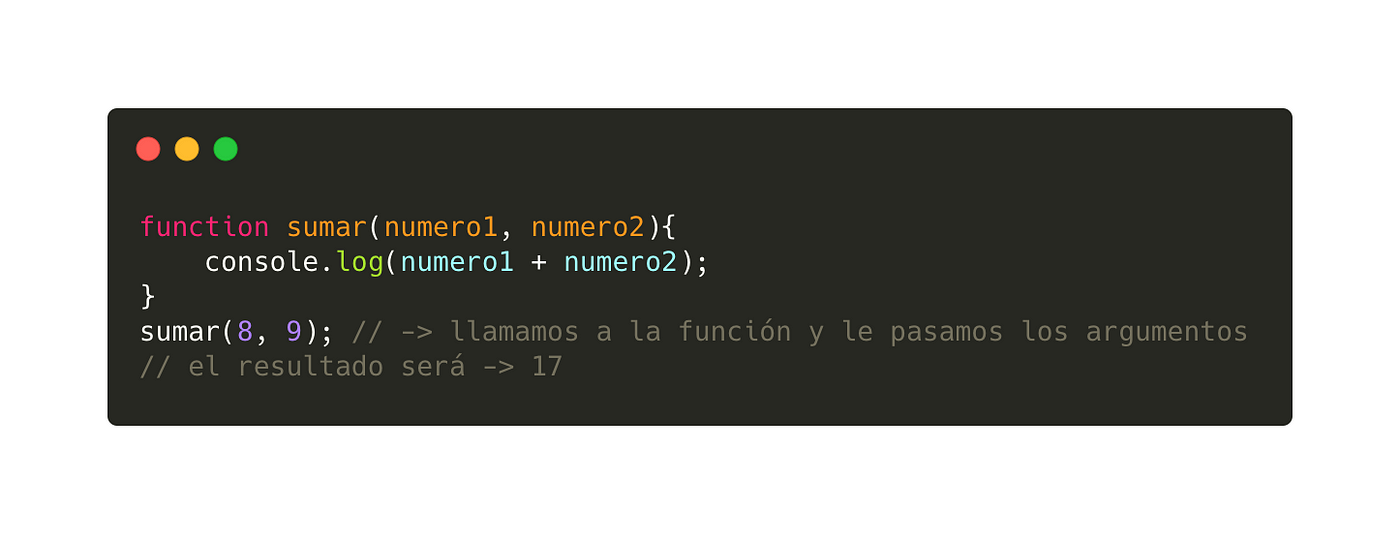 function sumar(numero1, numero2){
    console.log(numero1 + numero2);
}
sumar(8, 9); // -> llamamos a la función y le pasamos los argumentos
// el resultado será -> 17